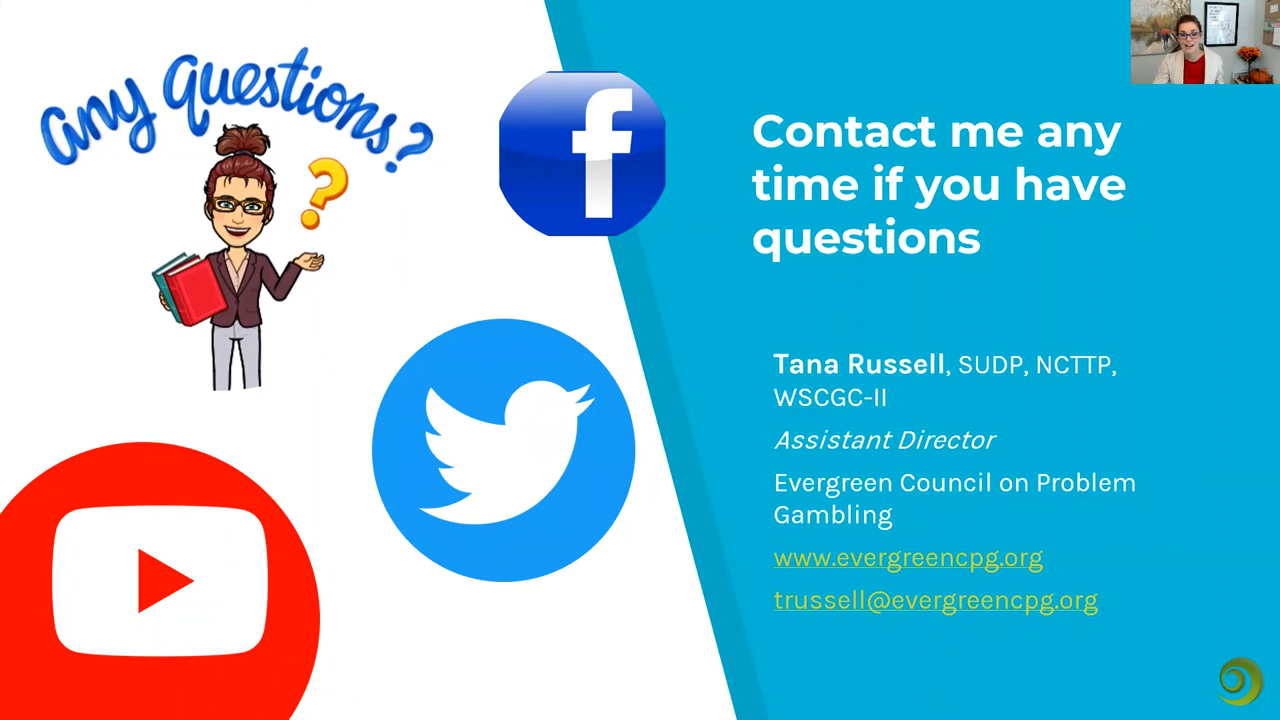 any questions?
Contact me any
time if you have
questions
Tana Russell, SUDP, NCTTP,
WSCGC-II
Assistant Director
Evergreen Council on Problem
Gambling
www.evergreencpg.org
trussell@evergreencpg.org